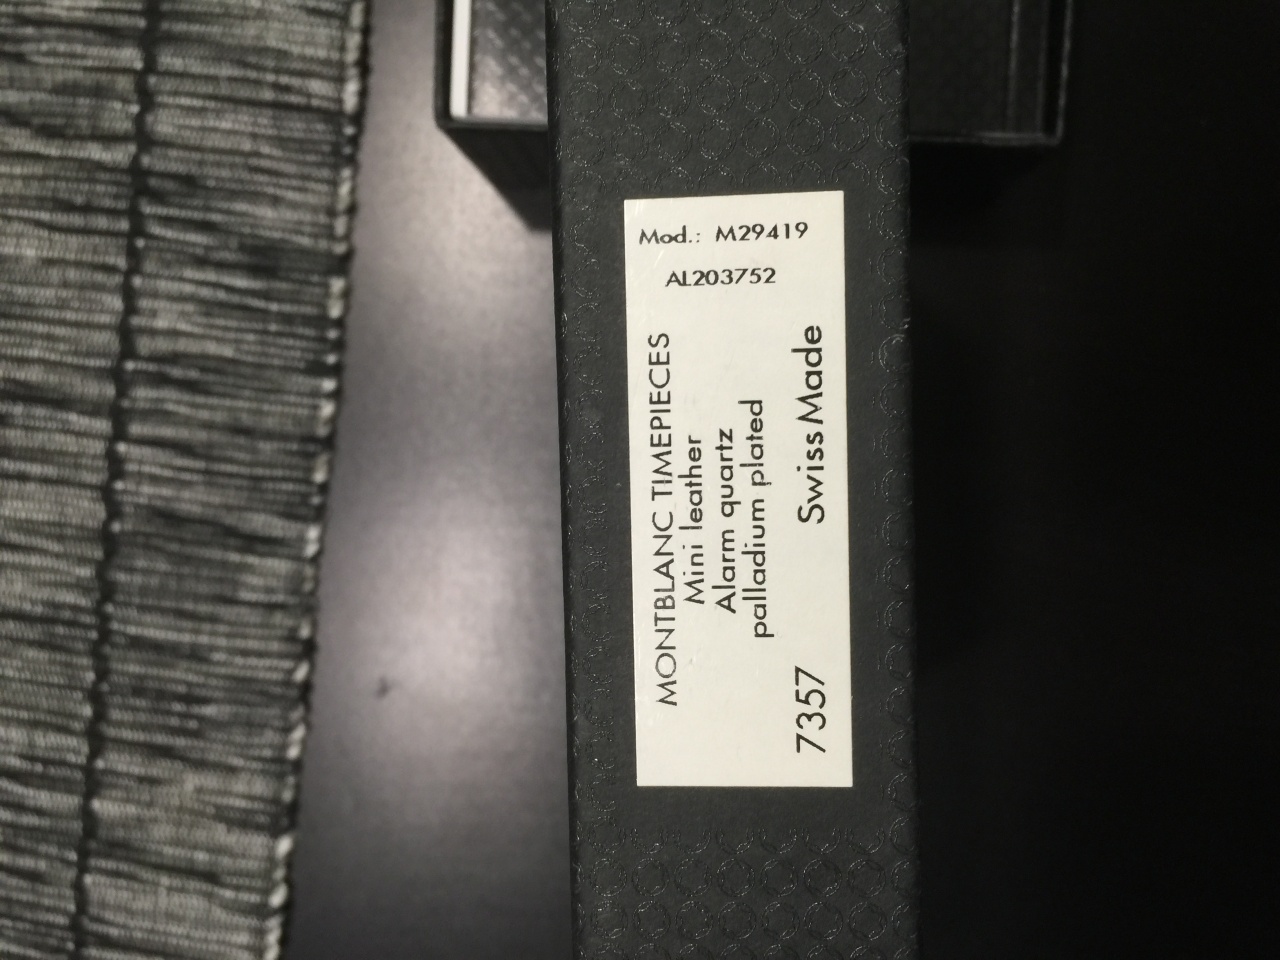 Mod.: M29419
AL203752
MONTBLANC TIMEPIECES
Mini leather
Alarm quartz
palladium plated
7357 Swiss Made